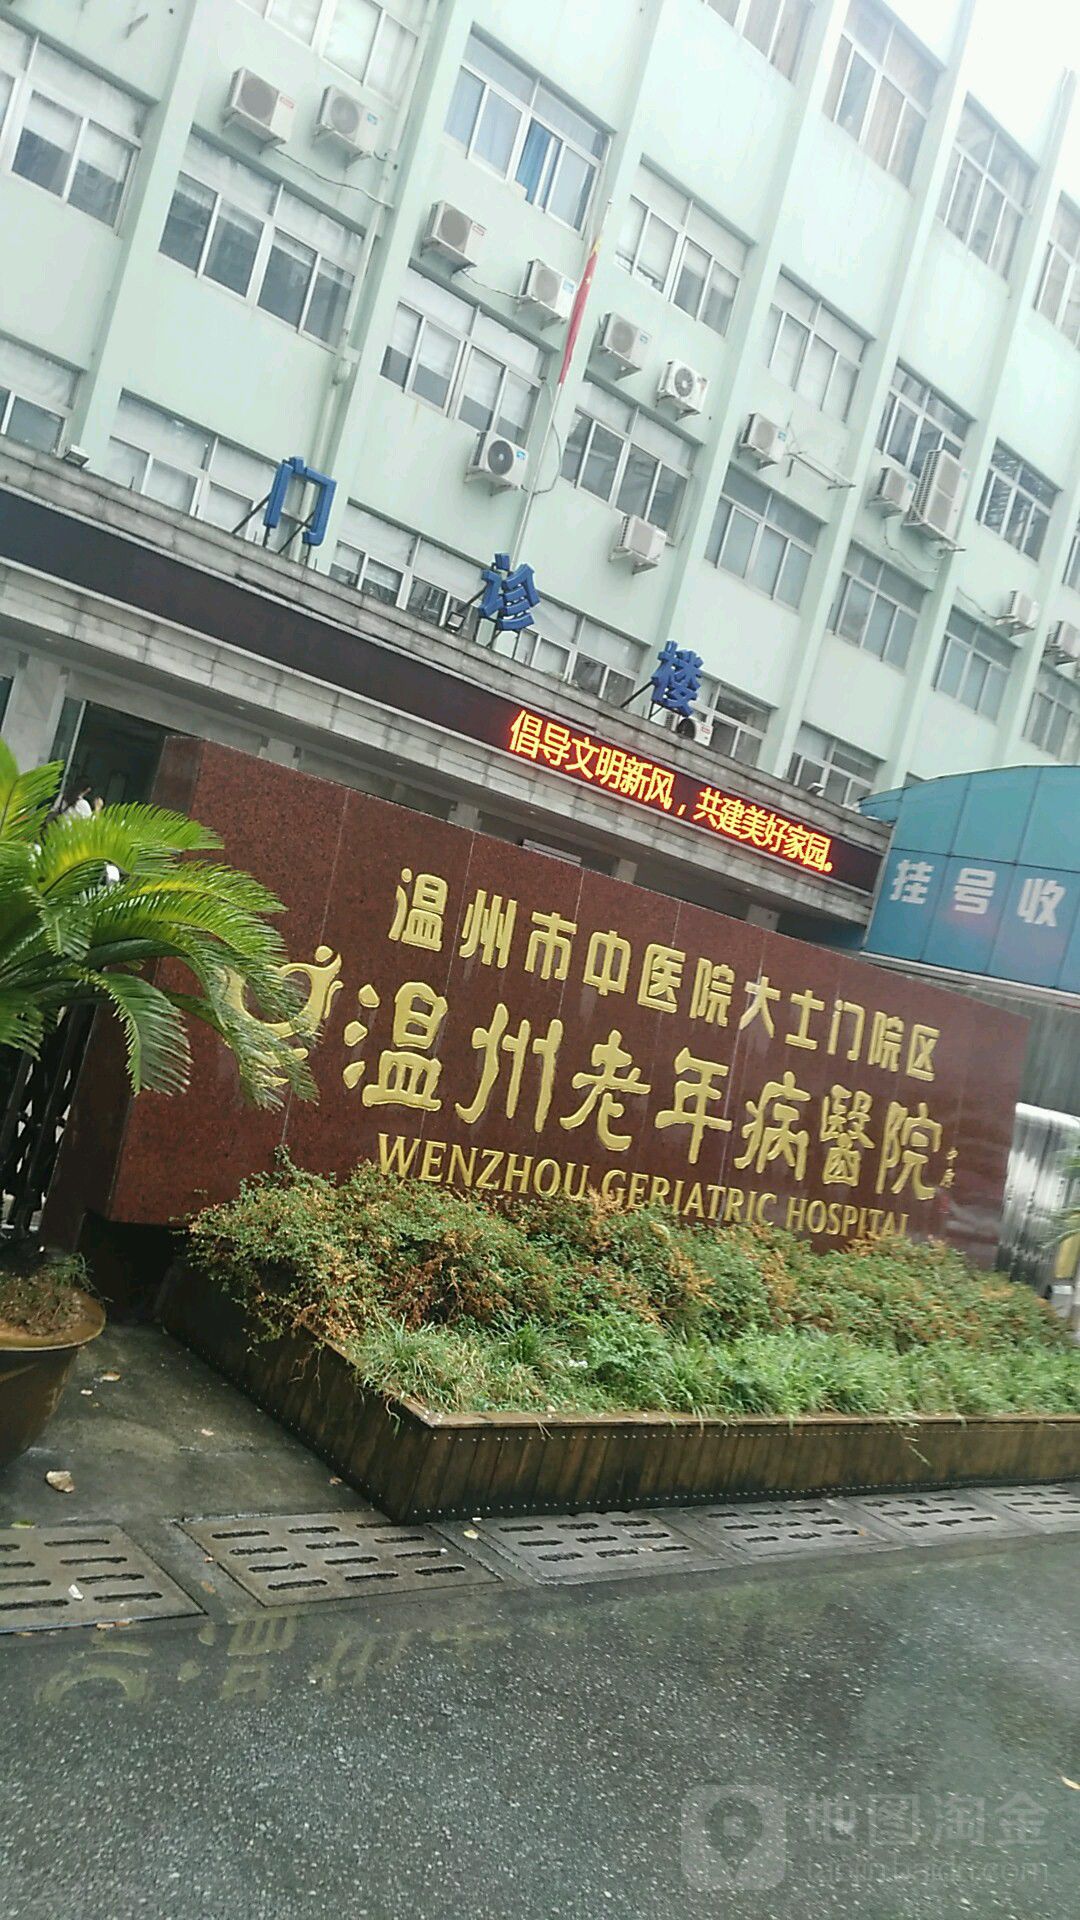 门诊楼
倡导文明新风，共建美好家园。
挂号收
温州市中医院大士门院区
温州老年病醫院
WENZHOU GERIATRIC HOSPITAL
地图淘金